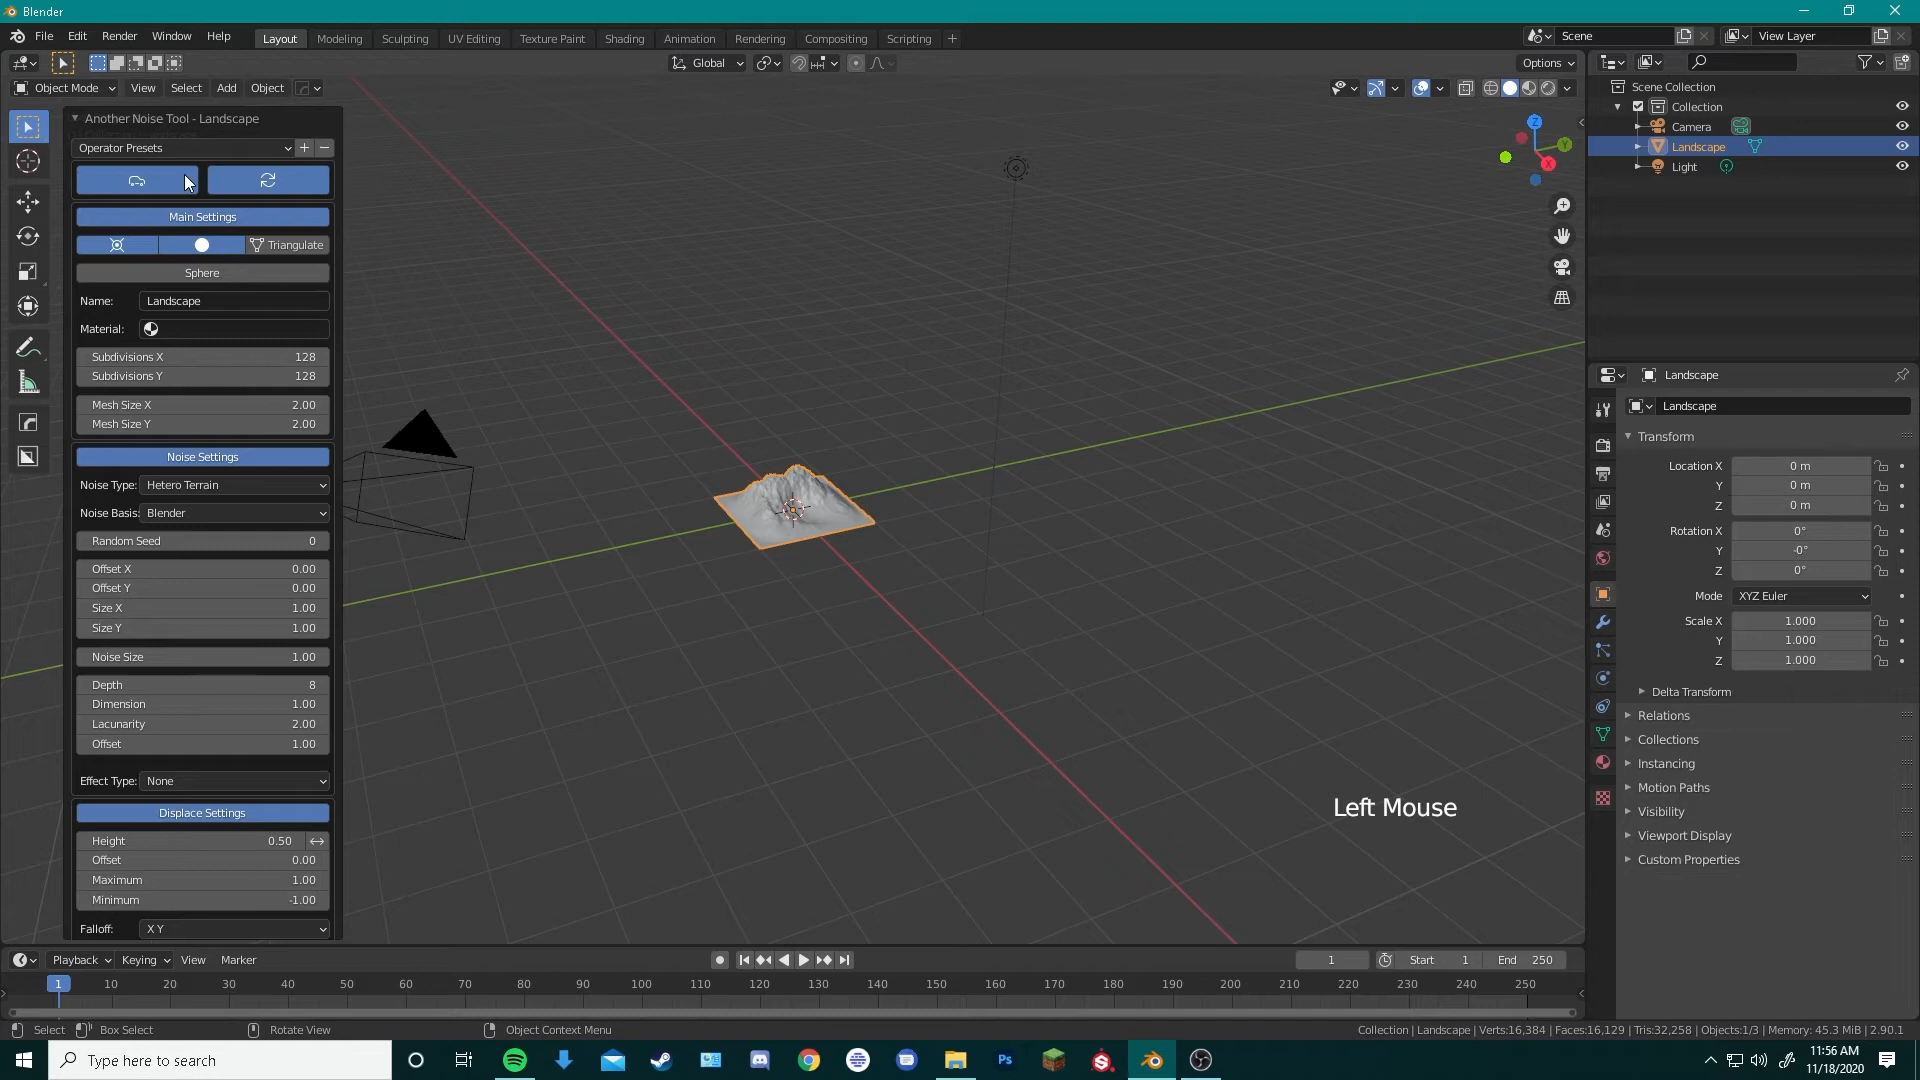 Blender
File Edit Render Window Help
Layout Modeling Sculpting UV Editing Texture Paint Shading Animation Rendering Compositing Scripting +
Scene
View Layer
Global
Options
Object Mode View Select Add Object
Another Noise Tool - Landscape
Operator Presets
Main Settings
Triangulate
Sphere
Name: Landscape
Material:
Subdivisions X 128
Subdivisions Y 128
Mesh Size X 2.00
Mesh Size Y 2.00
Noise Settings
Noise Type: Hetero Terrain
Noise Basis: Blender
Random Seed 0
Offset X 0.00
Offset Y 0.00
Size X 1.00
Size Y 1.00
Noise Size 1.00
Depth 8
Dimension 1.00
Lacunarity 2.00
Offset 1.00
Effect Type: None
Displace Settings
Height 0.50
Offset 0.00
Maximum 1.00
Minimum -1.00
Falloff: X Y
Z
Y
X
Left Mouse
Scene Collection
Collection
Camera
Landscape
Light
Landscape
Landscape
Transform
Location X 0 m
Y 0 m
Z 0 m
Rotation X 0°
Y -0°
Z 0°
Mode XYZ Euler
Scale X 1.000
Y 1.000
Z 1.000
Delta Transform
Relations
Collections
Instancing
Motion Paths
Visibility
Viewport Display
Custom Properties
Playback Keying View Marker
1 Start 1 End 250
1 10 20 30 40 50 60 70 80 90 100 110 120 130 140 150 160 170 180 190 200 210 220 230 240 250
Select Box Select Rotate View Object Context Menu
Collection | Landscape | Verts:16,384 | Faces:16,129 | Tris:32,258 | Objects:1/3 | Memory: 45.3 MiB | 2.90.1
Type here to search
Ps
11:56 AM
11/18/2020